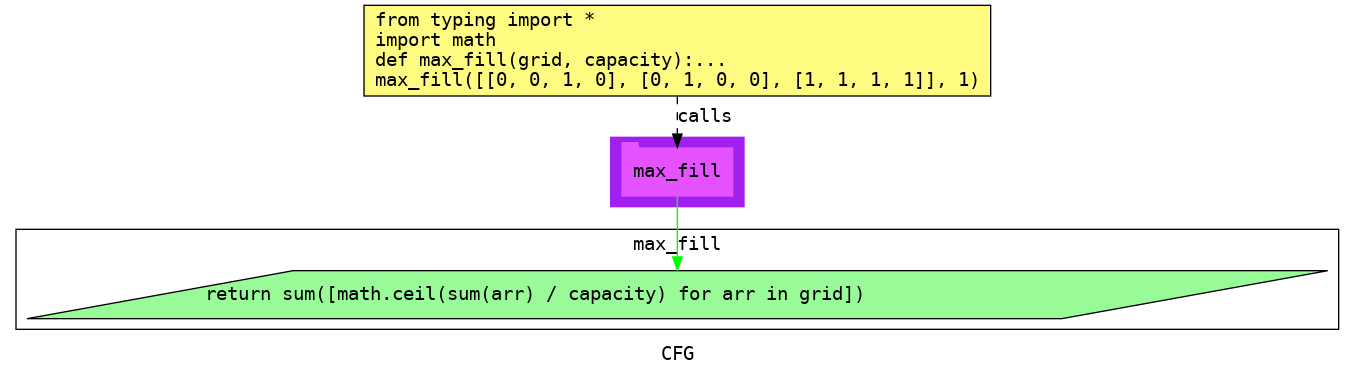 from typing import *
import math
def max_fill(grid, capacity):...
max_fill([[0, 0, 1, 0], [0, 1, 0, 0], [1, 1, 1, 1]], 1)
calls
max_fill
max_fill
return sum([math.ceil(sum(arr) / capacity) for arr in grid])
CFG